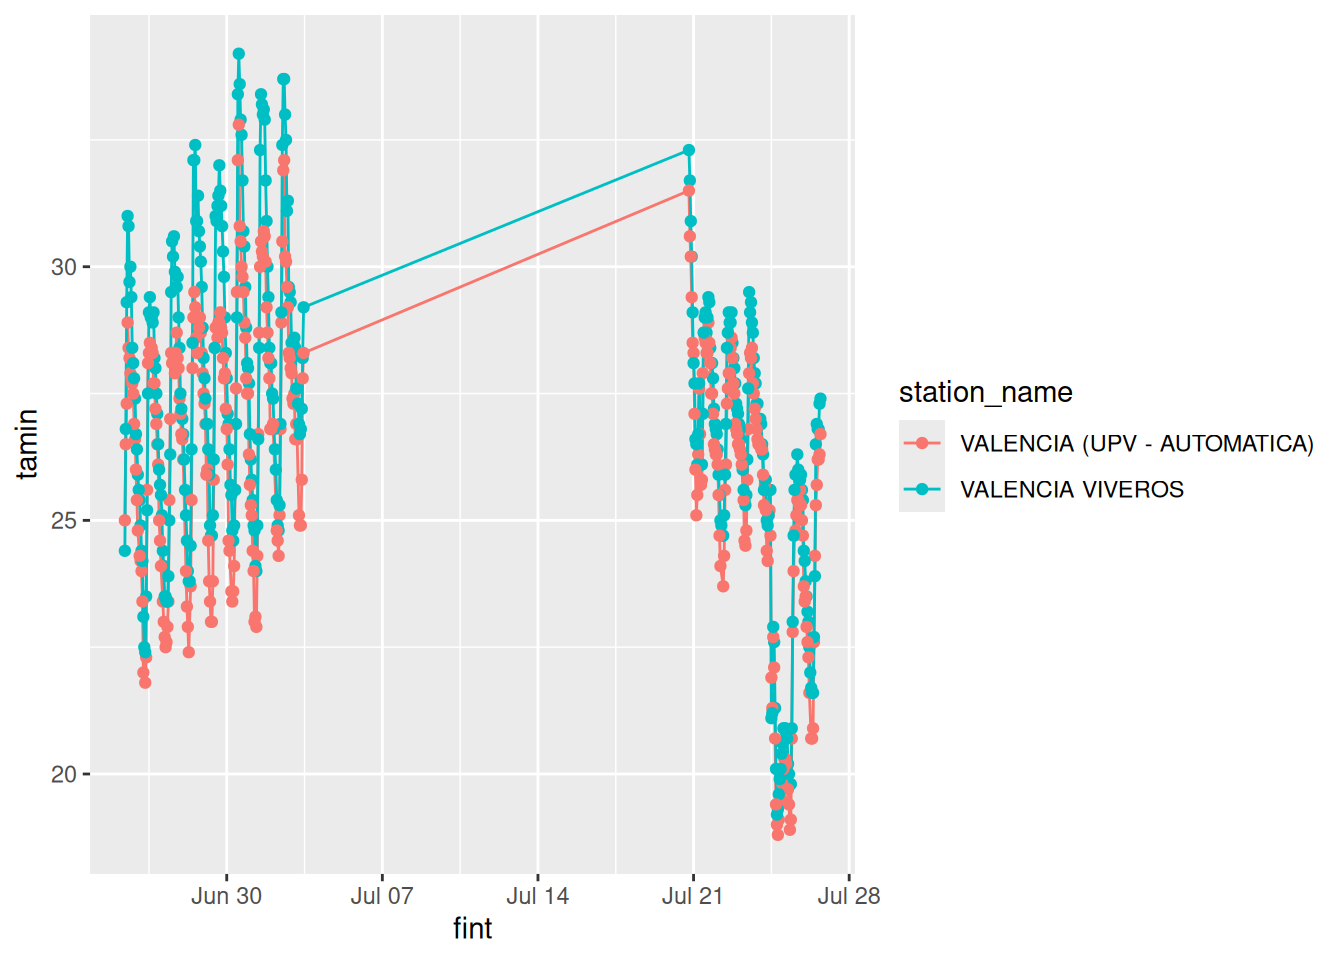 30
25
20
tamin
Jun 30
Jul 07
Jul 14
Jul 21
Jul 28
fint
station_name
VALENCIA (UPV - AUTOMATICA)
VALENCIA VIVEROS